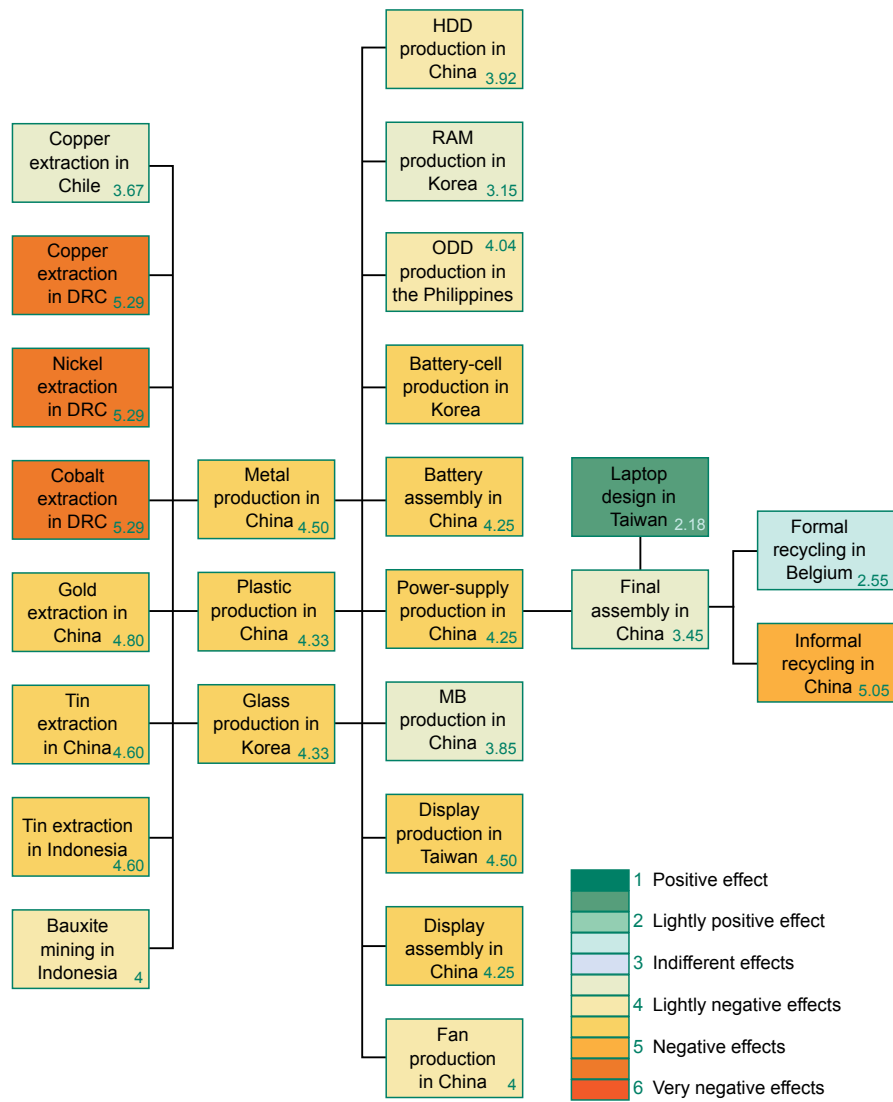 Copper
extraction in
Chile 3.67
Copper
extraction
in DRC 5.29
Nickel
extraction
in DRC 5.29
Cobalt
extraction
in DRC 5.29
Gold
extraction in
China 4.80
Tin
extraction
in China 4.60
Tin extraction
in Indonesia
4.60
Bauxite
mining in
Indonesia 4
Metal
production in
China 4.50
Plastic
production in
China 4.33
Glass
production in
Korea 4.33
HDD
production in
China 3.92
RAM
production in
Korea 3.15
ODD 4.04
production in
the Philippines
Battery-cell
production in
Korea
Battery
assembly in
China 4.25
Power-supply
production in
China 4.25
MB
production in
China 3.85
Display
production in
Taiwan 4.50
Display
assembly in
China 4.25
Fan
production
in China 4
Laptop
design in
Taiwan 2.18
Final
assembly in
China 3.45
Formal
recycling in
Belgium 2.55
Informal
recycling in
China 5.05
1 Positive effect
2 Lightly positive effect
3 Indifferent effects
4 Lightly negative effects
5 Negative effects
6 Very negative effects